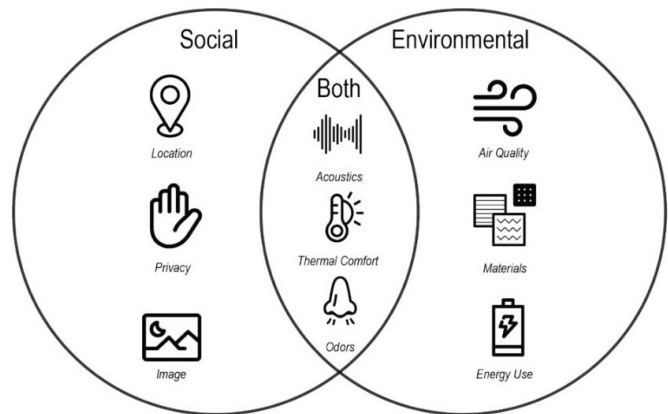 Social
Environmental
Both
Location
Acoustics
Air Quality
Privacy
Thermal Comfort
Materials
Image
Odors
Energy Use